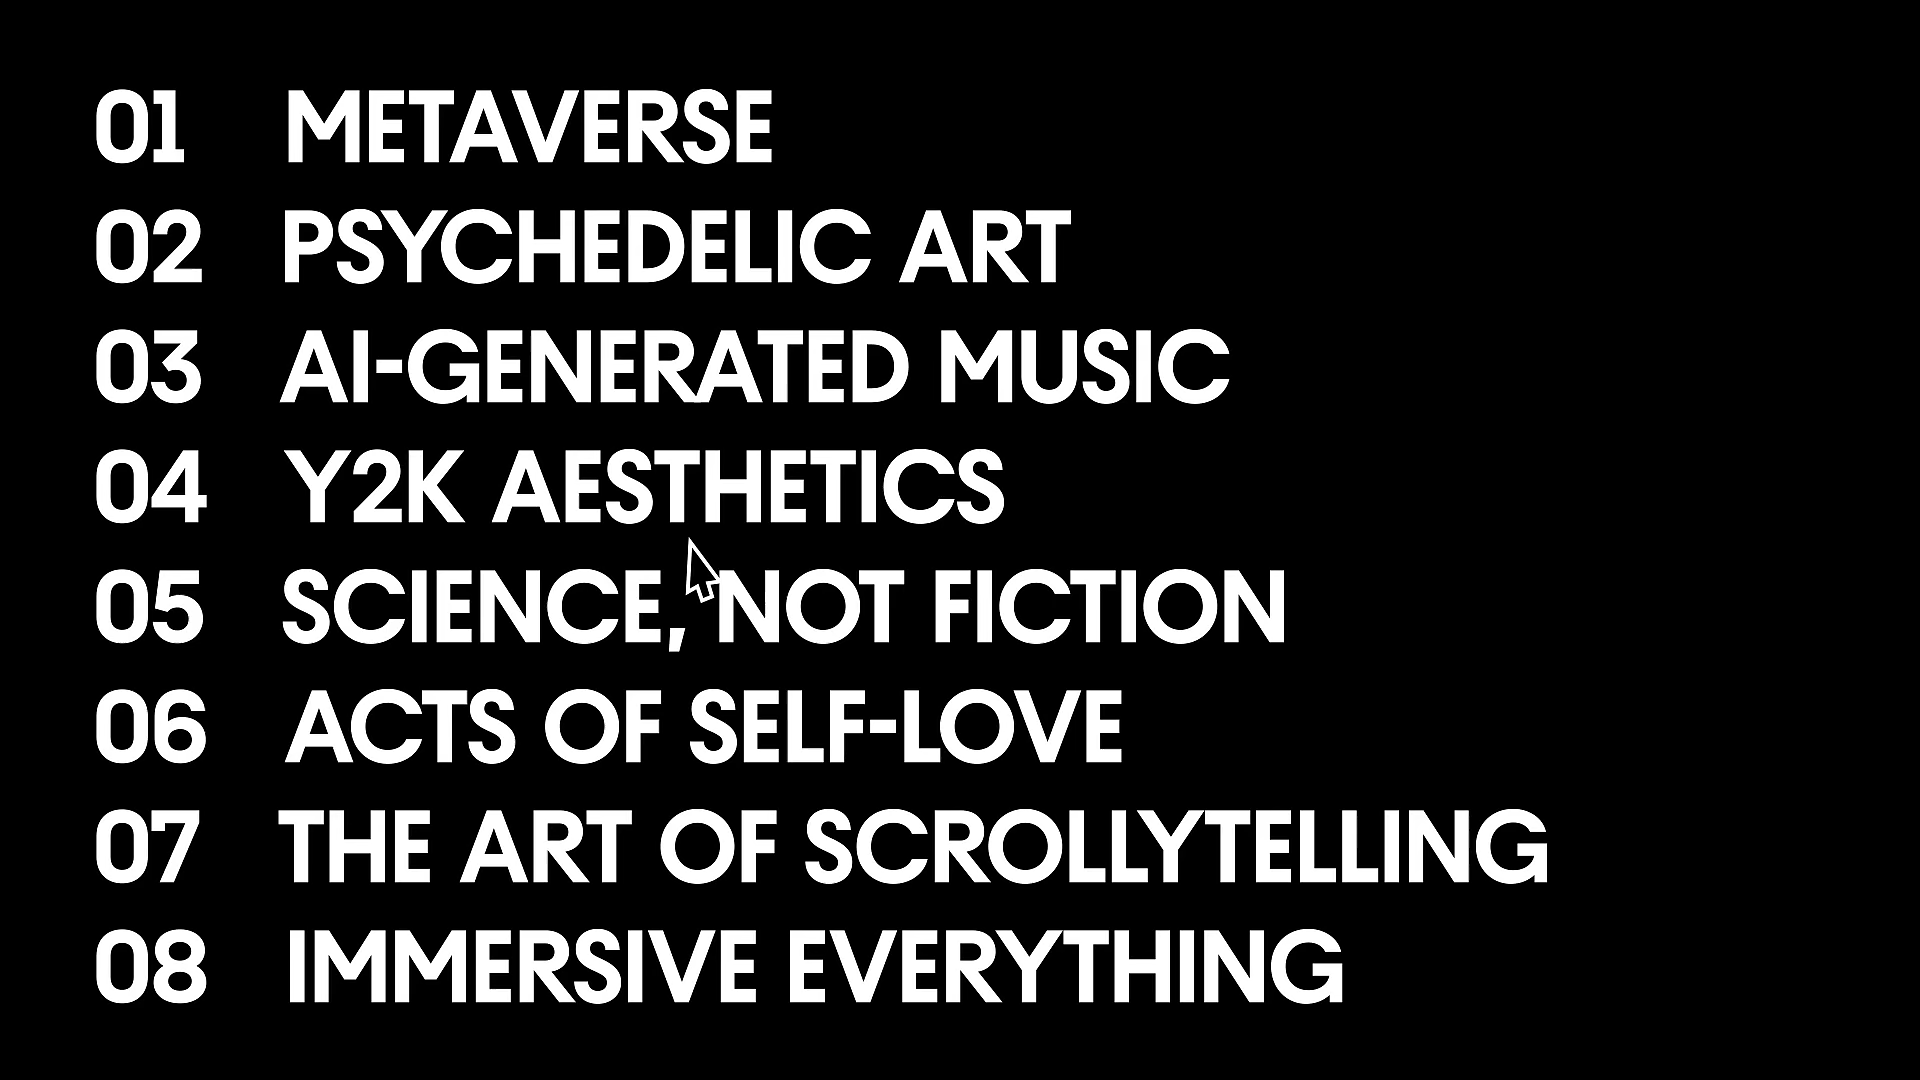 01 METAVERSE
02 PSYCHEDELIC ART
03 AI-GENERATED MUSIC
04 Y2K AESTHETICS
05 SCIENCE, NOT FICTION
06 ACTS OF SELF-LOVE
07 THE ART OF SCROLLYTELLING
08 IMMERSIVE EVERYTHING